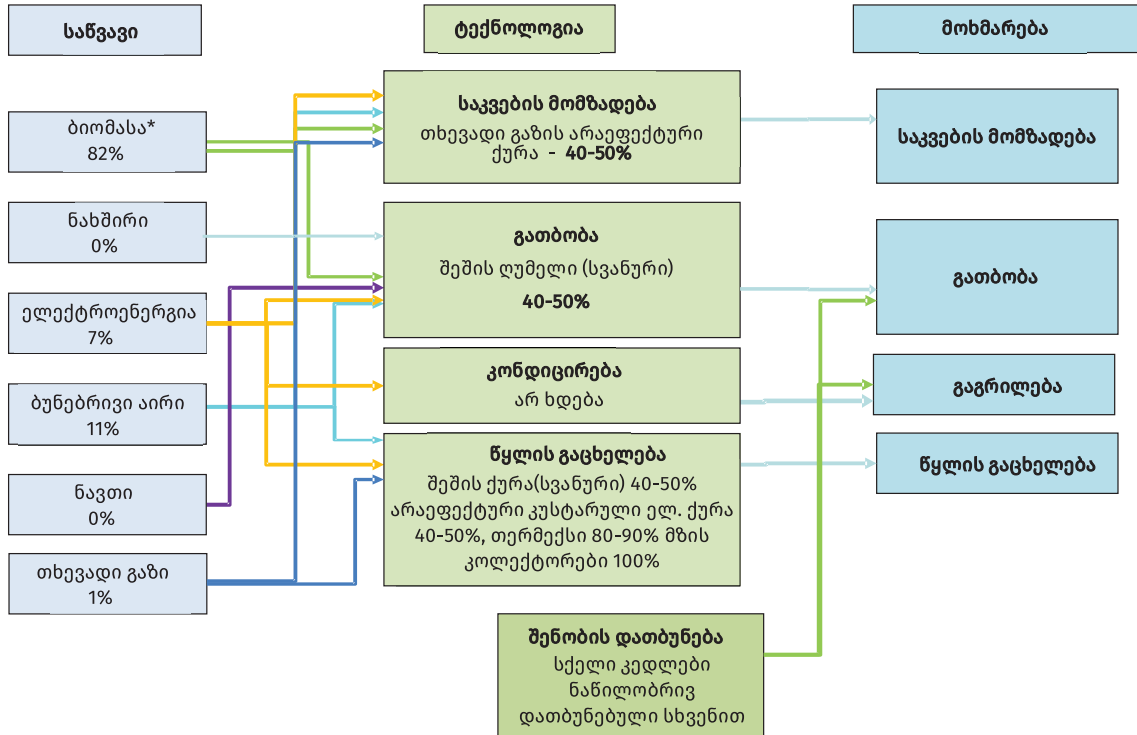 საწვავი
ტექნოლოგია
მოხმარება
ბიომასა*
82%
ნახშირი
0%
ელექტროენერგია
7%
ბუნებრივი აირი
11%
ნავთი
0%
თხევადი გაზი
1%
საკვების მომზადება
თხევადი გაზის არაეფექტური
ქურა - 40-50%
გათბობა
შეშის ღუმელი (სვანური)
40-50%
კონდიცირება
არ ხდება
წყლის გაცხელება
შეშის ქურა(სვანური) 40-50%
არაეფექტური კუსტარული ელ. ქურა
40-50%, თერმექსი 80-90% მზის
კოლექტორები 100%
შენობის დათბუნება
სქელი კედლები
ნაწილობრივ
დათბუნებული სხვენით
საკვების მომზადება
გათბობა
გაგრილება
წყლის გაცხელება